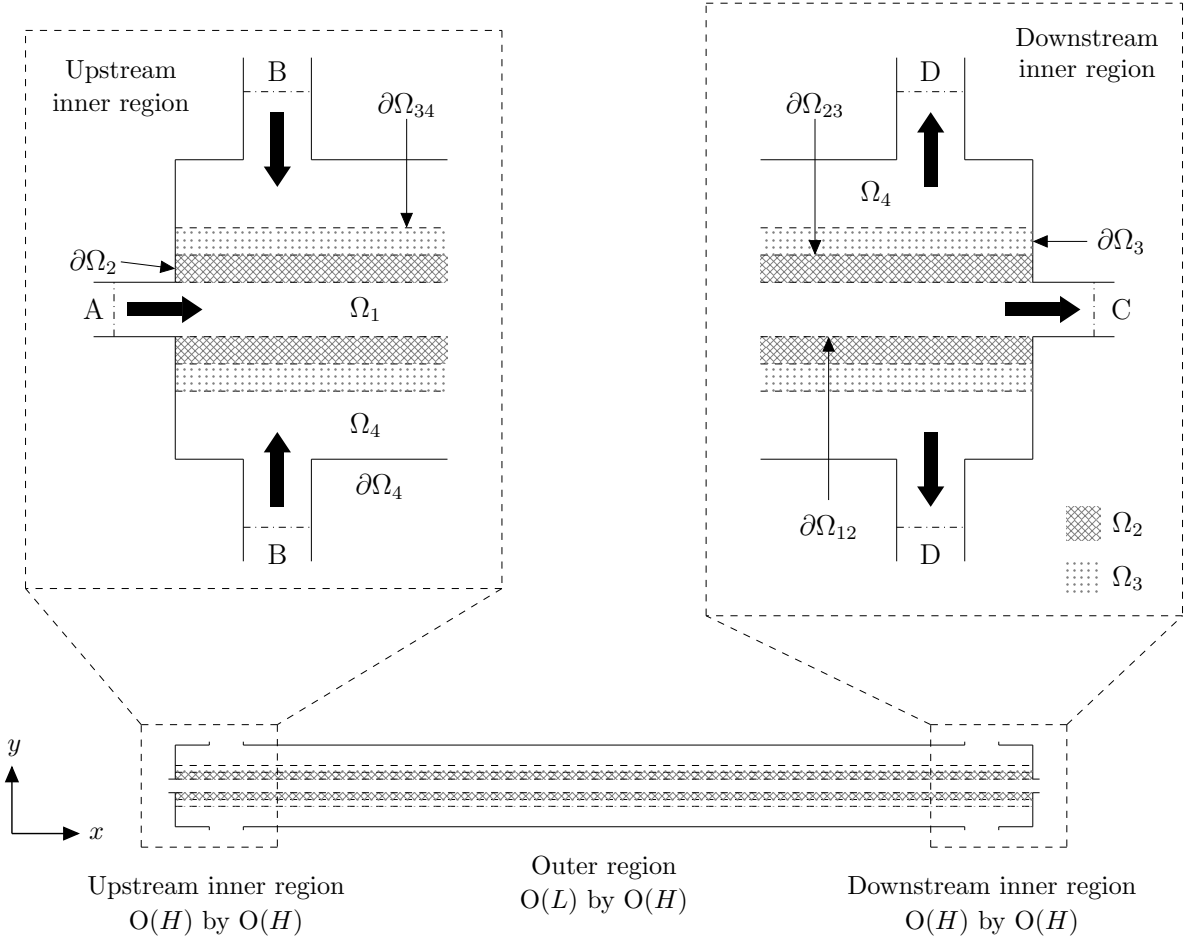 Upstream
inner region
B
∂Ω₃₄
∂Ω₂
A
Ω₁
Ω₄
∂Ω₄
B
Downstream
inner region
D
∂Ω₂₃
Ω₄
∂Ω₃
C
∂Ω₁₂
D
Ω₂
Ω₃
y
x
Upstream inner region
O(H) by O(H)
Outer region
O(L) by O(H)
Downstream inner region
O(H) by O(H)